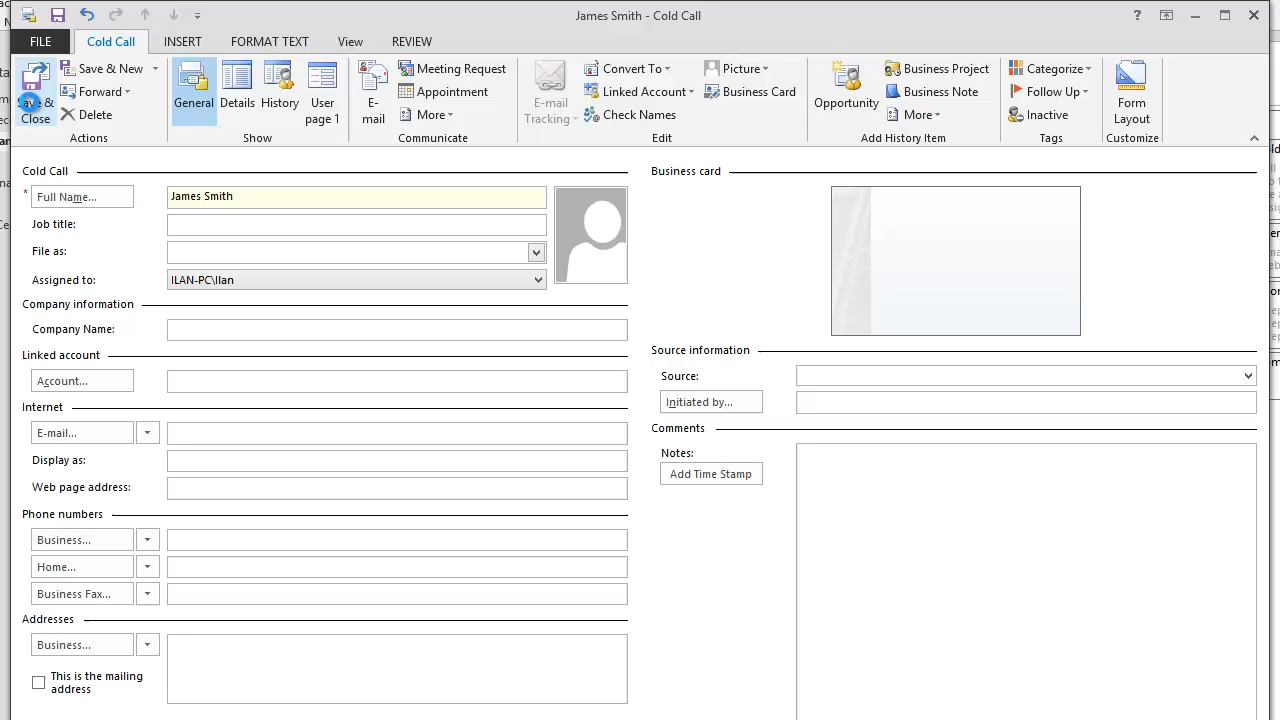 James Smith - Cold Call
?
FILE
Cold Call
INSERT
FORMAT TEXT
View
REVIEW
Save & Close
Save & New
Forward
Delete
Actions
General
Details
History
User page 1
Show
E-mail
Meeting Request
Appointment
More
Communicate
E-mail Tracking
Convert To
Linked Account
Check Names
Picture
Business Card
Edit
Opportunity
Business Project
Business Note
More
Add History Item
Categorize
Follow Up
Inactive
Tags
Form Layout
Customize
Cold Call
* Full Name... James Smith
Job title:
File as:
Assigned to: ILAN-PC\Ilan
Company information
Company Name:
Linked account
Account...
Internet
E-mail...
Display as:
Web page address:
Phone numbers
Business...
Home...
Business Fax...
Addresses
Business...
This is the mailing
address
Business card
Source information
Source:
Initiated by...
Comments
Notes:
Add Time Stamp